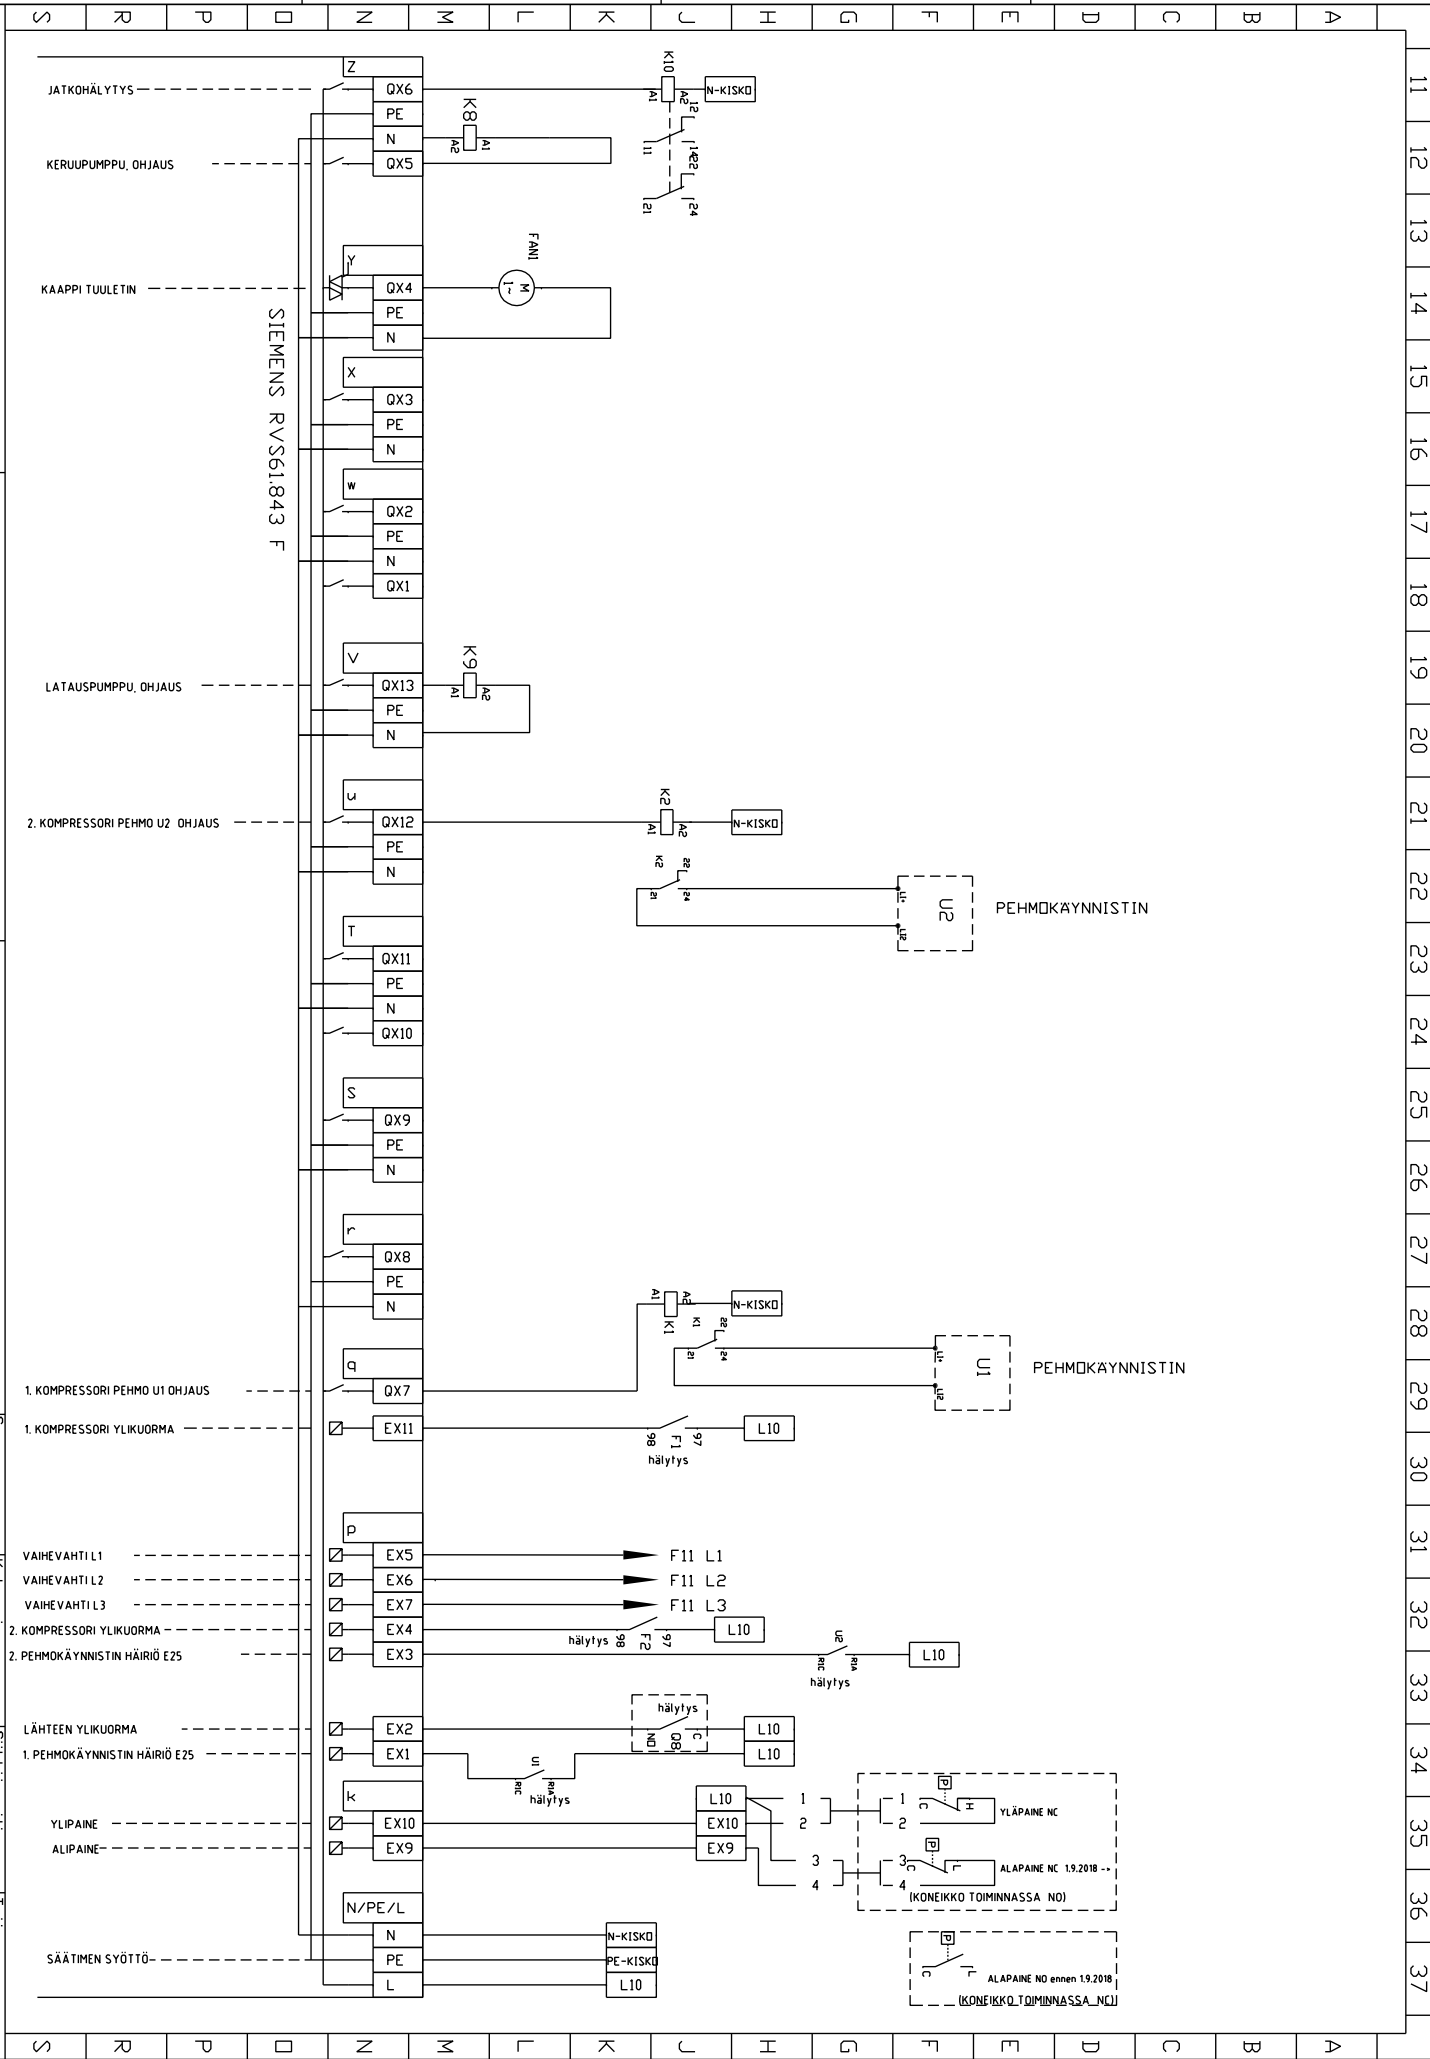 S R P O N M L K J H G F E D C B A
11
12
13
14
15
16
17
18
19
20
21
22
23
24
25
26
27
28
29
30
31
32
33
34
35
36
37
SIEMENS RVS61.843 F
Z
JATKOHÄLYTYS QX6 K10 A1 A2 N-KISKO
PE
K8 A2 A1
N
KERUUPUMPPU, OHJAUS QX5
12 11 14
22 21 24
Y
FAN1
KAAPPI TUULETIN QX4 M 1~
PE
N
X
QX3
PE
N
W
QX2
PE
N
QX1
V
K9
LATAUSPUMPPU, OHJAUS QX13 A1 A2
PE
N
u
K2
2. KOMPRESSORI PEHMO U2 OHJAUS QX12 A1 A2 N-KISKO
PE
N
K2 22 21 24 L1+ L12 U2 PEHMOKÄYNNISTIN
T
QX11
PE
N
QX10
S
QX9
PE
N
r
QX8
PE
N
A1 A2 K1 N-KISKO
K1 22 21 24 L1+ L12 U1 PEHMOKÄYNNISTIN
q
1. KOMPRESSORI PEHMO U1 OHJAUS QX7
1. KOMPRESSORI YLIKUORMA EX11 98 F1 97 L10
hälytys
p
VAIHEVAHTI L1 EX5 F11 L1
VAIHEVAHTI L2 EX6 F11 L2
VAIHEVAHTI L3 EX7 F11 L3
2. KOMPRESSORI YLIKUORMA EX4 hälytys 98 F2 97 L10
2. PEHMOKÄYNNISTIN HÄIRIÖ E25 EX3 U2 R1C R1A L10
hälytys
hälytys
LÄHTEEN YLIKUORMA EX2 NO Q8 C L10
1. PEHMOKÄYNNISTIN HÄIRIÖ E25 EX1 U1 R1C R1A L10
hälytys
k
L10 1 1 P C H YLÄPAINE NC
YLIPAINE EX10 EX10 2 2
ALIPAINE EX9 EX9 3 3 P C L ALAPAINE NC 1.9.2018 -->
4 4
(KONEIKKO TOIMINNASSA NO)
N/PE/L
N N-KISKO
SÄÄTIMEN SYÖTTÖ PE PE-KISKO
L L10
P C L ALAPAINE NO ennen 1.9.2018
(KONEIKKO TOIMINNASSA NC)
S R P O N M L K J H G F E D C B A